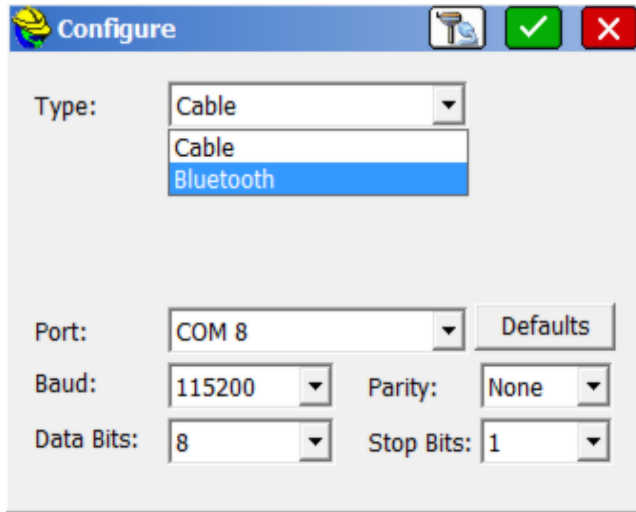 Configure
Type: Cable
Cable
Bluetooth
Port: COM 8 Defaults
Baud: 115200 Parity: None
Data Bits: 8 Stop Bits: 1